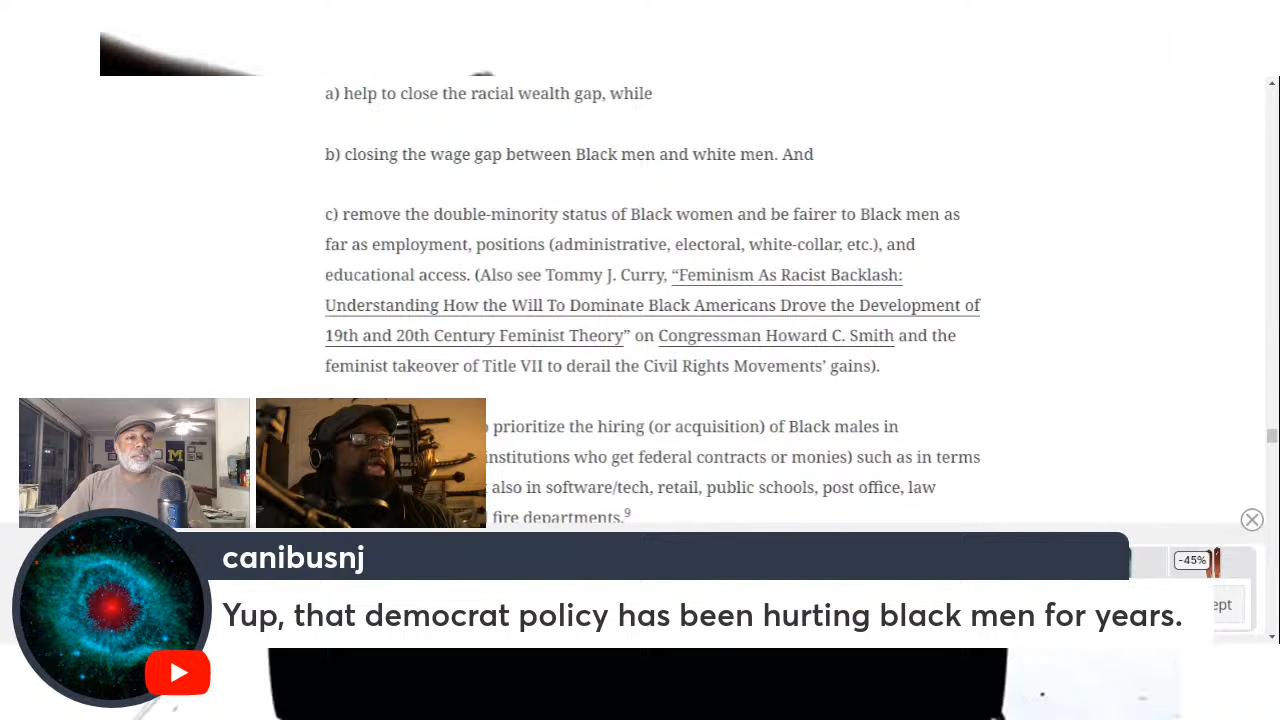 a) help to close the racial wealth gap, while
b) closing the wage gap between Black men and white men. And
c) remove the double-minority status of Black women and be fairer to Black men as
far as employment, positions (administrative, electoral, white-collar, etc.), and
educational access. (Also see Tommy J. Curry, “Feminism As Racist Backlash:
Understanding How the Will To Dominate Black Americans Drove the Development of
19th and 20th Century Feminist Theory” on Congressman Howard C. Smith and the
feminist takeover of Title VII to derail the Civil Rights Movements’ gains).
prioritize the hiring (or acquisition) of Black males in
institutions who get federal contracts or monies) such as in terms
also in software/tech, retail, public schools, post office, law
fire departments.9
M
canibusnj
-45%
Yup, that democrat policy has been hurting black men for years.